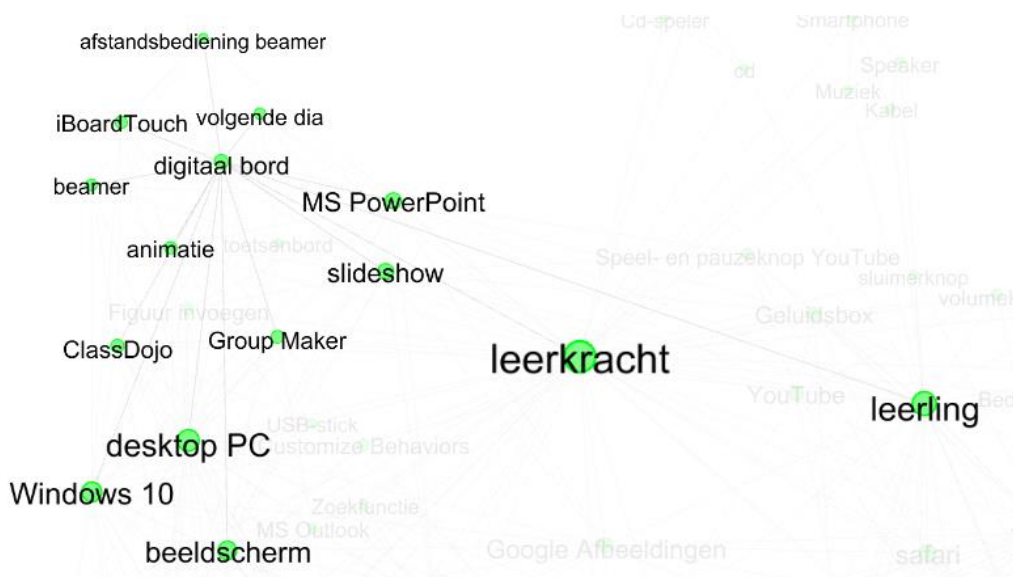 Cd-speler
Smartphone
afstandsbediening beamer
Speaker
cd
Muziek
Kabel
iBoardTouch
volgende dia
digitaal bord
beamer
MS PowerPoint
animatie
toetsenbord
slideshow
Speel- en pauzeknop YouTube
sluimerknop
Figuur invoegen
Geluidsbox
ClassDojo
Group Maker
leerkracht
YouTube
leerling
USB-stick
desktop PC
Customize Behaviors
Windows 10
Zoekfunctie
MS Outlook
beeldscherm
Google Afbeeldingen
safari